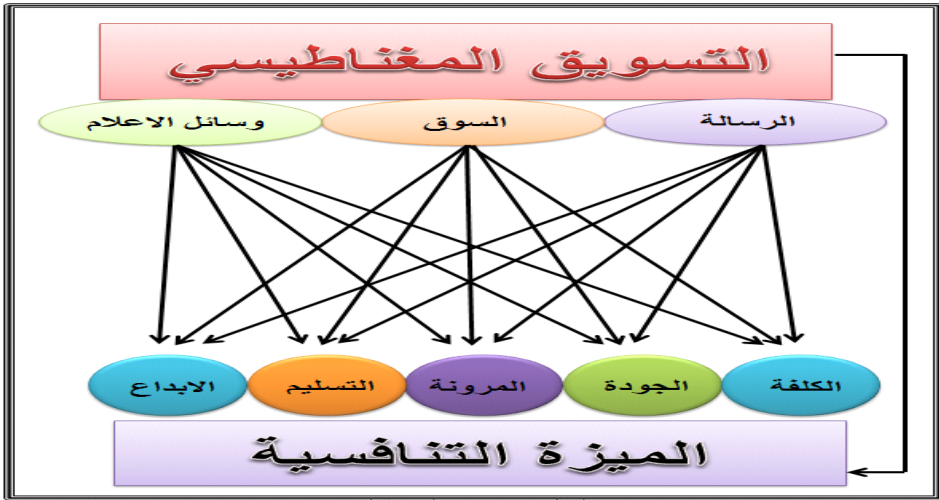 التسويق المغناطيسي
الرسالة
السوق
وسائل الاعلام
الكلفة
الجودة
المرونة
التسليم
الابداع
الميزة التنافسية